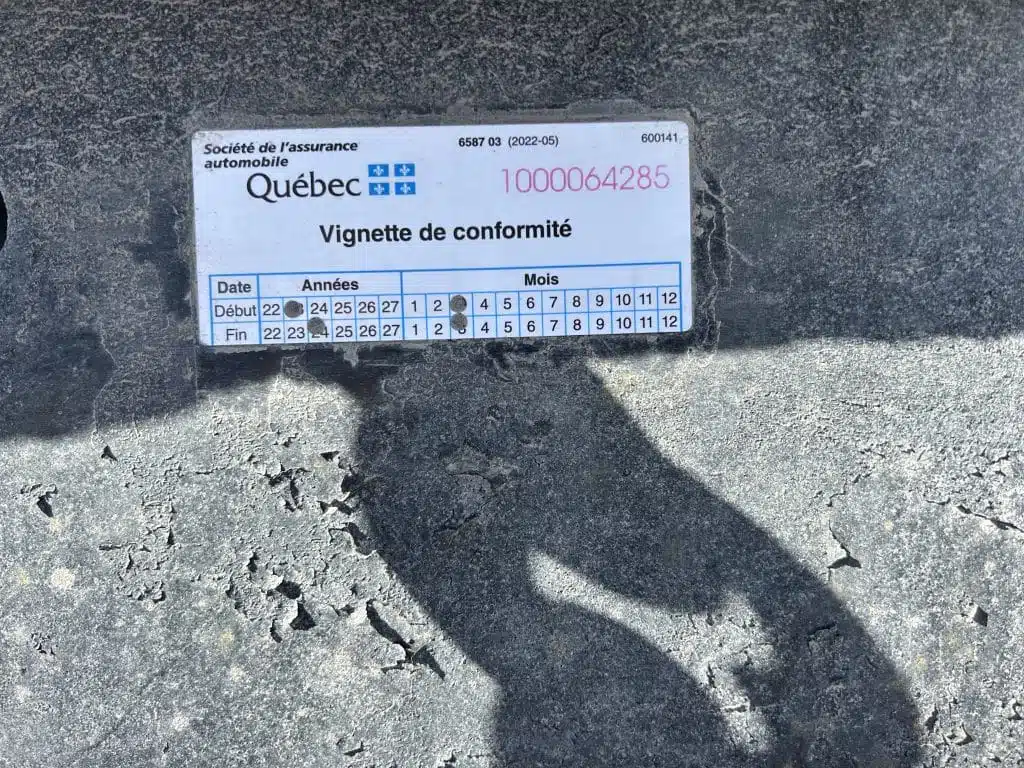 Société de l'assurance
automobile
Québec
6587 03 (2022-05)
600141
1000064285
Vignette de conformité
Date Années Mois
Début 22 24 25 26 27 1 2 4 5 6 7 8 9 10 11 12
Fin 22 23 25 26 27 1 2 4 5 6 7 8 9 10 11 12